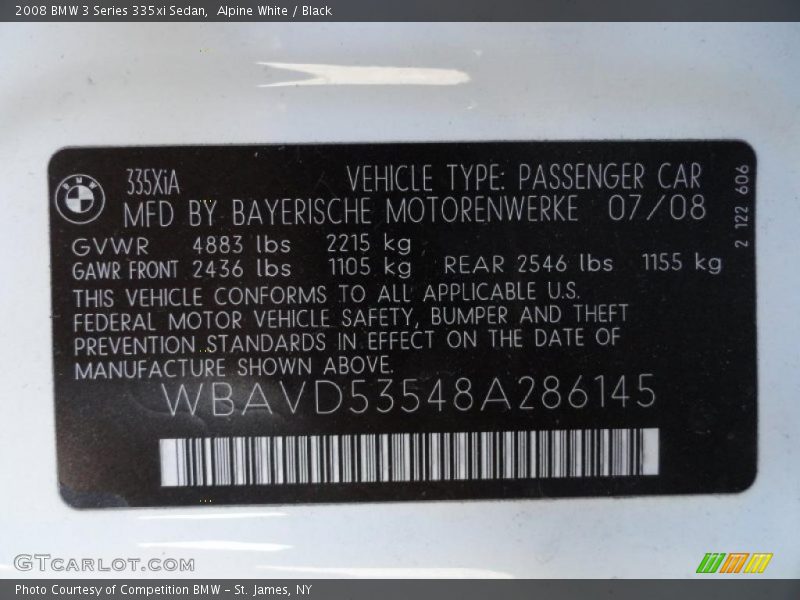 2008 BMW 3 Series 335xi Sedan,  Alpine White / Black
BMW
335XiA
VEHICLE TYPE: PASSENGER CAR
MFD BY BAYERISCHE MOTORENWERKE 07/08
GVWR 4883 lbs 2215 kg
GAWR FRONT 2436 lbs 1105 kg REAR 2546 lbs 1155 kg
THIS VEHICLE CONFORMS TO ALL APPLICABLE U.S.
FEDERAL MOTOR VEHICLE SAFETY, BUMPER AND THEFT
PREVENTION STANDARDS IN EFFECT ON THE DATE OF
MANUFACTURE SHOWN ABOVE.
WBAVD53548A286145
2 122 606
GTCARLOT.COM
Photo Courtesy of Competition BMW – St. James, NY